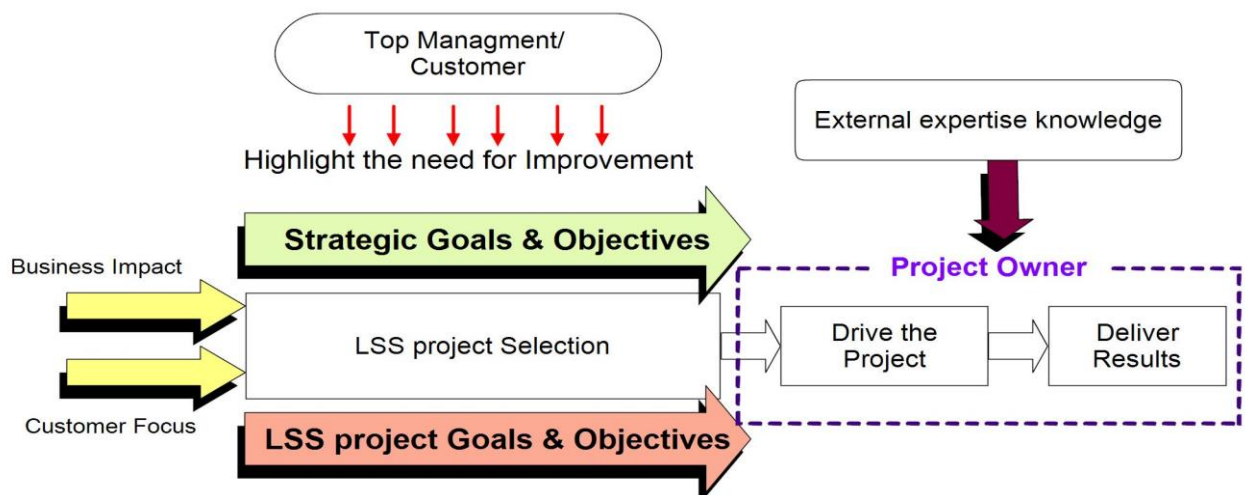 Top Managment/
Customer
External expertise knowledge
Highlight the need for Improvement
Strategic Goals & Objectives
Business Impact
Project Owner
LSS project Selection
Drive the
Project
Deliver
Results
Customer Focus
LSS project Goals & Objectives